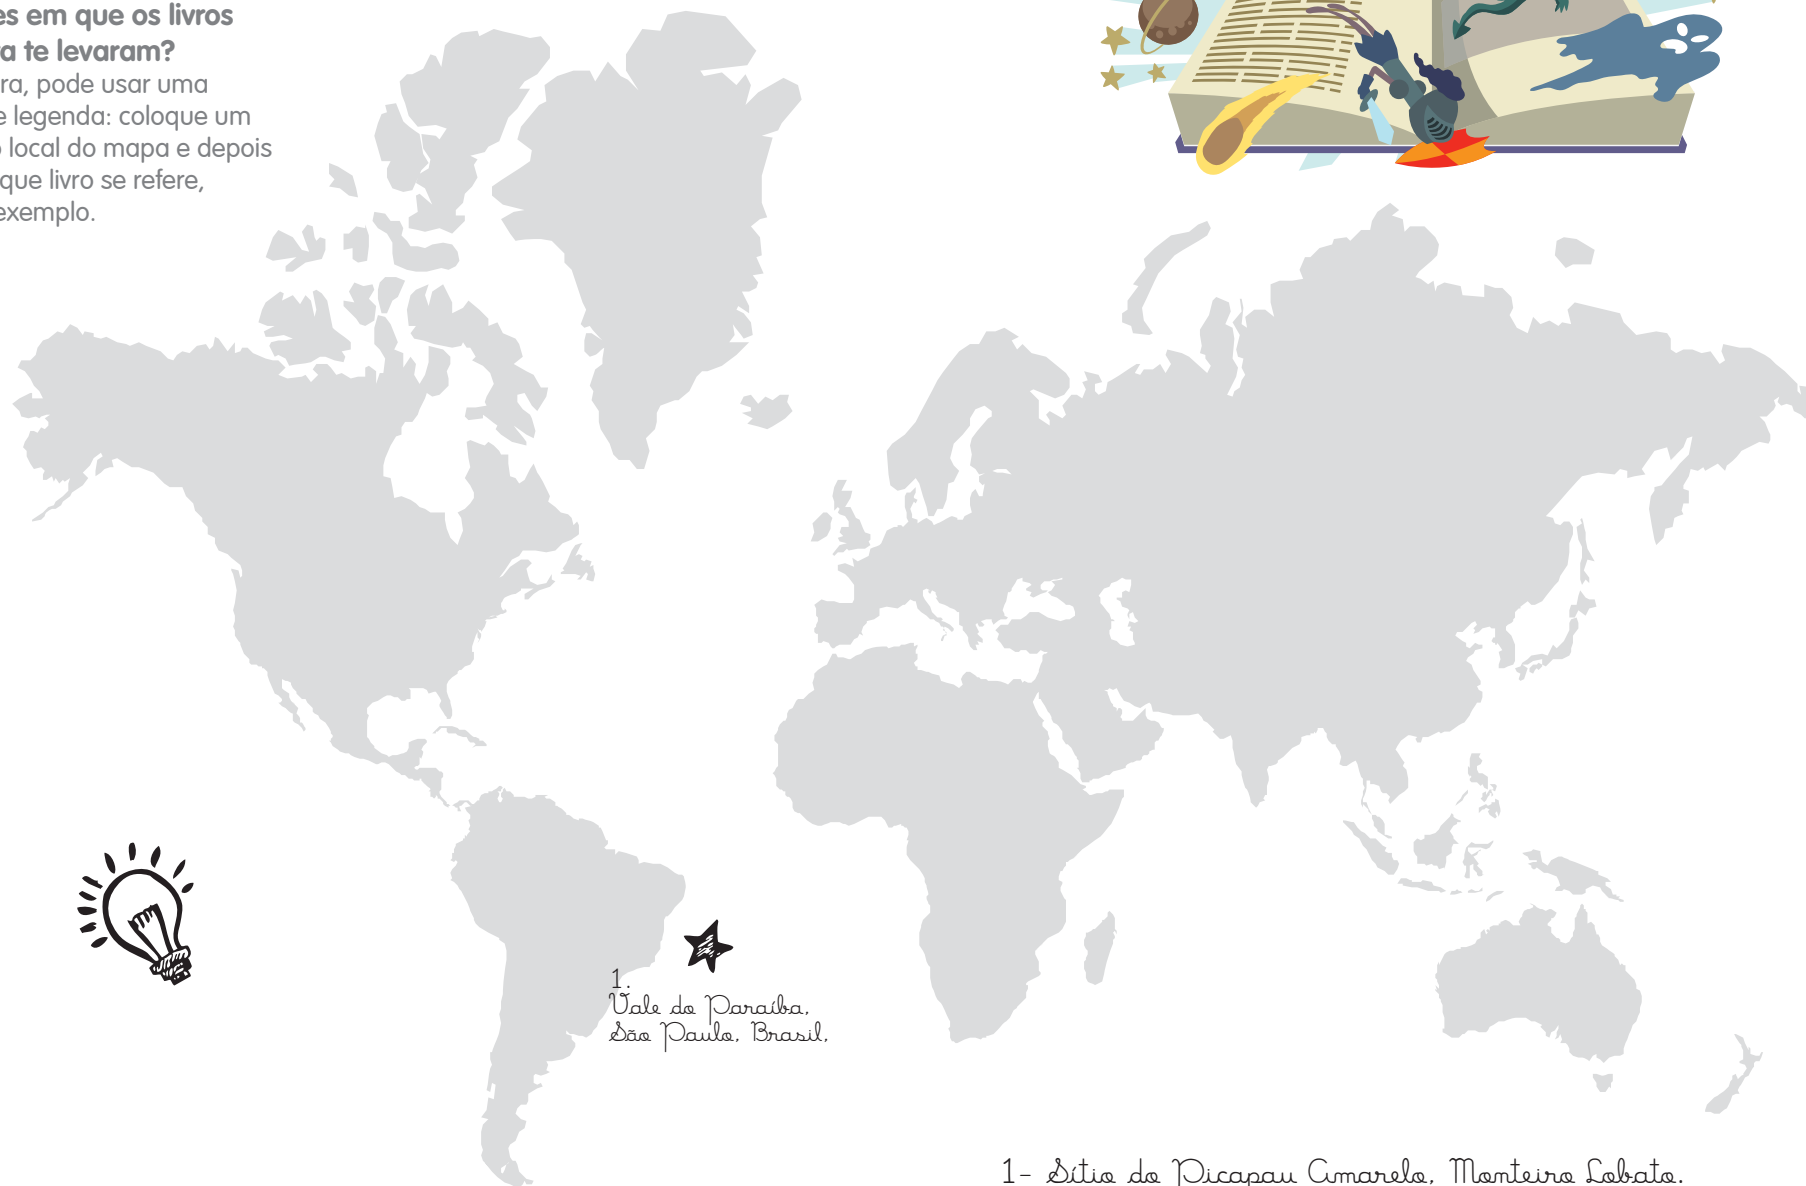 es em que os livros
a te levaram?
ra, pode usar uma
e legenda: coloque um
o local do mapa e depois
que livro se refere,
exemplo.
1.
Vale do Paraíba,
São Paulo, Brasil,
1- Sítio do Picapau Amarelo, Monteiro Lobato.